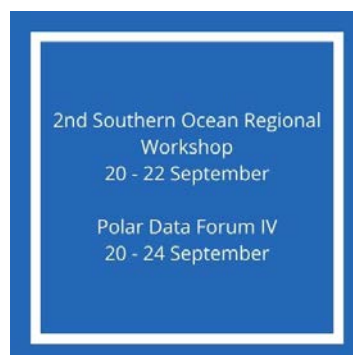 2nd Southern Ocean Regional
Workshop
20 - 22 September
Polar Data Forum IV
20 - 24 September